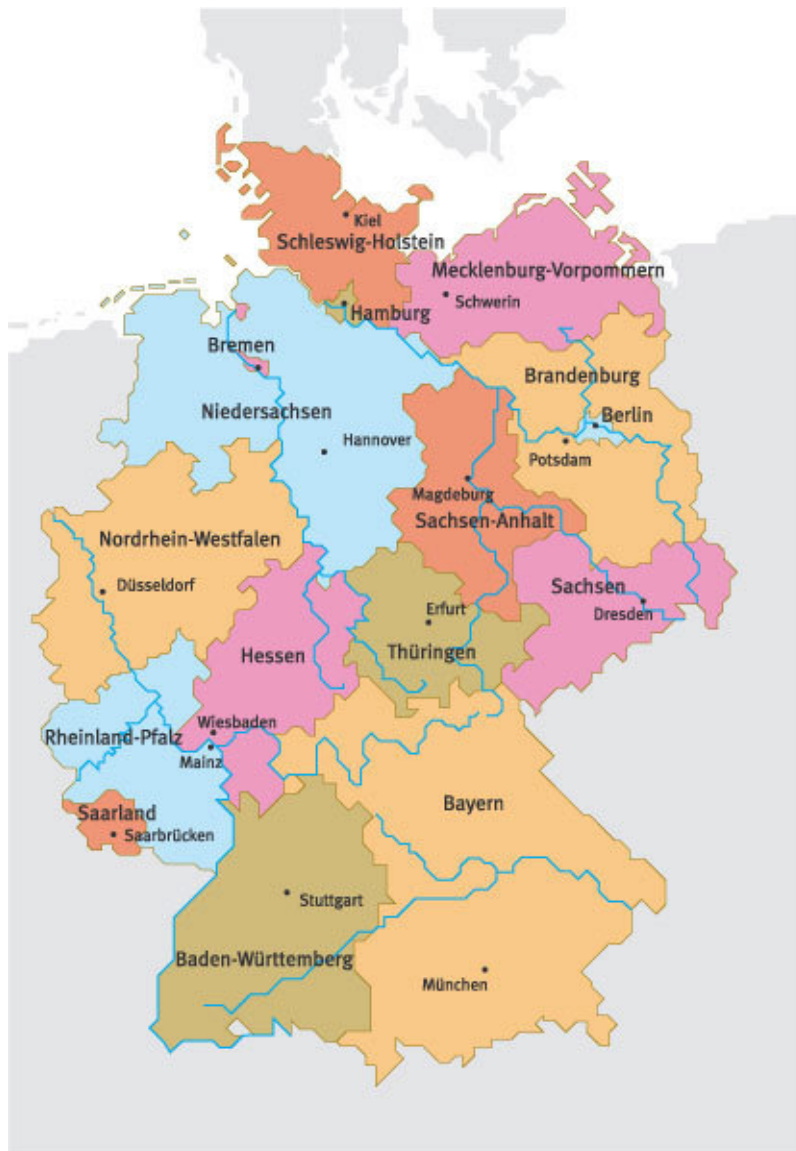 Kiel
Schleswig-Holstein
Mecklenburg-Vorpommern
Schwerin
Hamburg
Bremen
Brandenburg
Niedersachsen
Berlin
Hannover
Potsdam
Magdeburg
Sachsen-Anhalt
Nordrhein-Westfalen
Düsseldorf
Sachsen
Erfurt
Dresden
Thüringen
Hessen
Wiesbaden
Rheinland-Pfalz
Mainz
Bayern
Saarland
Saarbrücken
Stuttgart
Baden-Württemberg
München